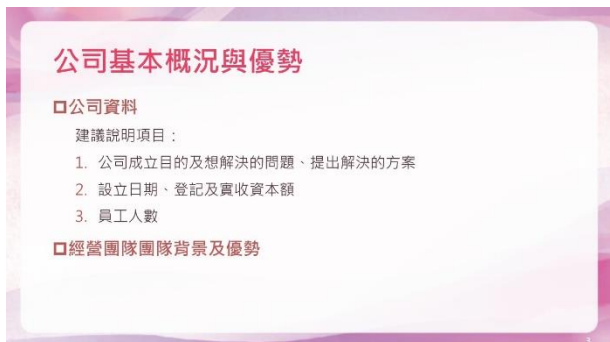 公司基本概況與優勢
公司資料
建議說明項目：
1. 公司成立目的及想解決的問題、提出解決的方案
2. 設立日期、登記及實收資本額
3. 員工人數
經營團隊團隊背景及優勢